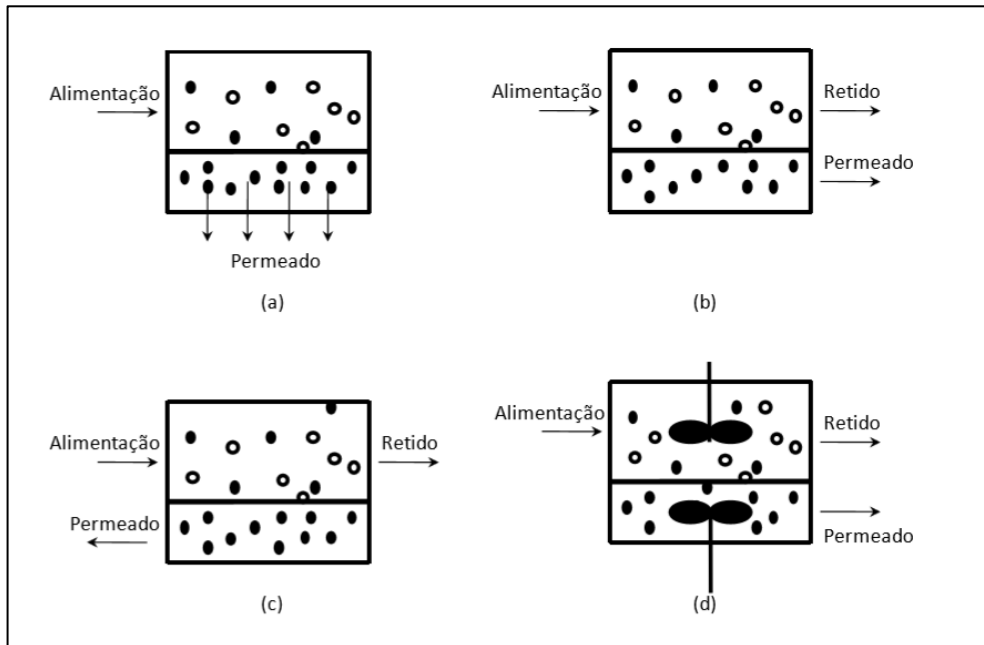 Alimentação
Permeado
(a)
Alimentação
Retido
Permeado
(b)
Alimentação
Retido
Permeado
(c)
Alimentação
Retido
Permeado
(d)